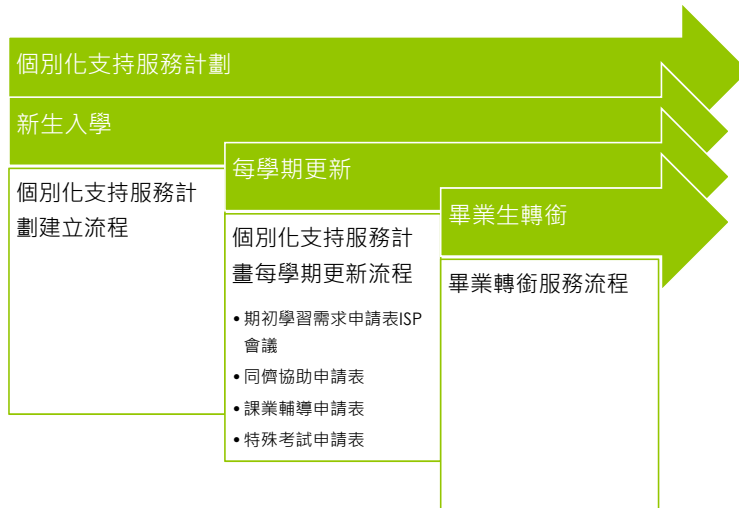 個別化支持服務計劃
新生入學
個別化支持服務計
劃建立流程
每學期更新
個別化支持服務計
畫每學期更新流程
•期初學習需求申請表ISP
會議
•同儕協助申請表
•課業輔導申請表
•特殊考試申請表
畢業生轉銜
畢業轉銜服務流程